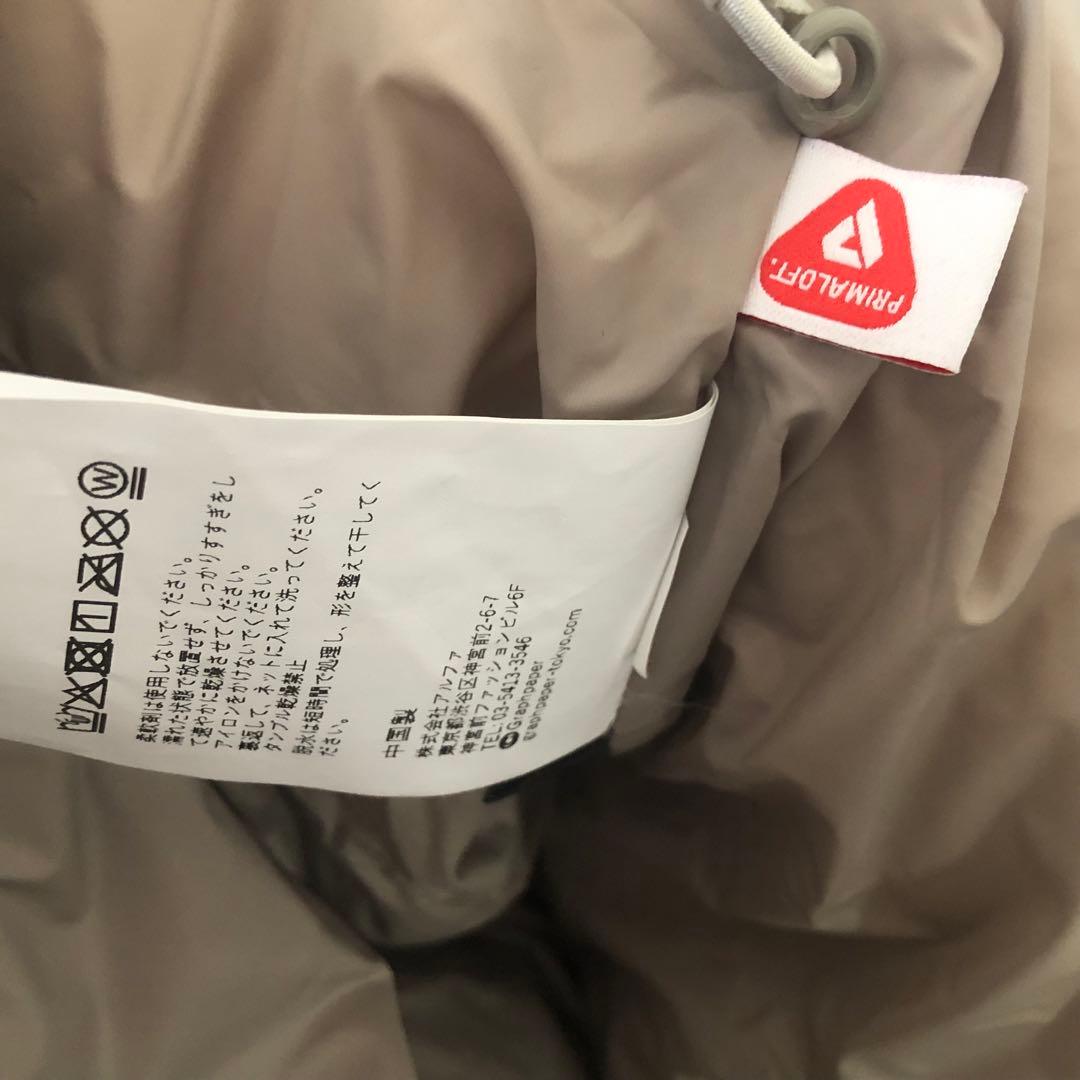 柔軟剤は使用しないでください。
濡れた状態で放置せず、しっかりすすぎをし
て速やかに乾燥させてください。
アイロンをかけないでください。
裏返して、ネットに入れて洗ってください。
タンブル乾燥禁止
脱水は短時間で処理し、形を整えて干してく
ださい。
中国製
株式会社アルファ
東京都渋谷区神宮前2-6-7
神宮前ファッションビル6F
TEL: 03-5413-3546
Graphpaper
graphpaper-tokyo.com
PRIMALOFT.
W